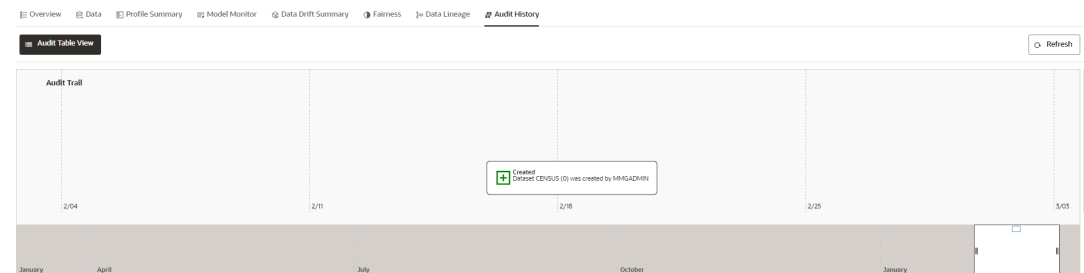 Overview Data Profile Summary Model Monitor Data Drift Summary Fairness Data Lineage Audit History
Audit Table View Refresh
Audit Trail
Created
Dataset CENSUS (0) was created by MMGADMIN
2/04 2/11 2/18 2/25 3/03
January April July October January